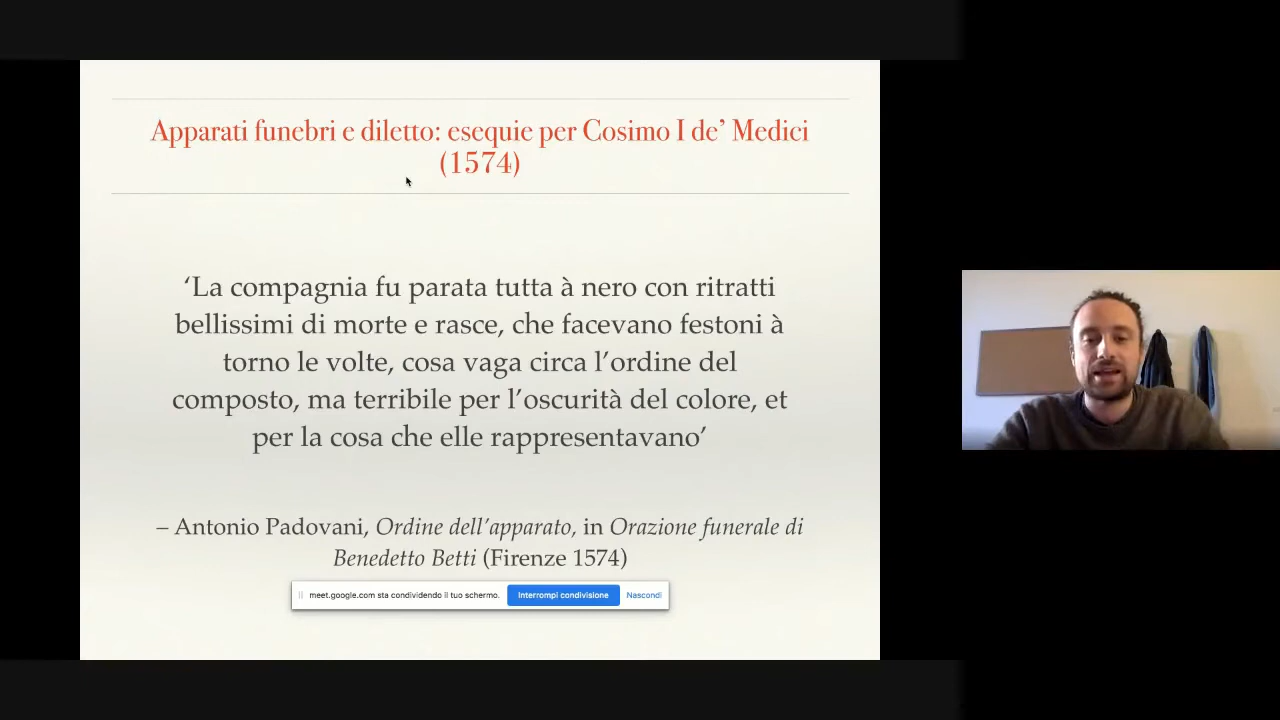 Apparati funebri e diletto: esequie per Cosimo I de’ Medici
(1574)
‘La compagnia fu parata tutta à nero con ritratti
bellissimi di morte e rasce, che facevano festoni à
torno le volte, cosa vaga circa l’ordine del
composto, ma terribile per l’oscurità del colore, et
per la cosa che elle rappresentavano’
– Antonio Padovani, Ordine dell’apparato, in Orazione funerale di
Benedetto Betti (Firenze 1574)
meet.google.com sta condividendo il tuo schermo. Interrompi condivisione Nascondi